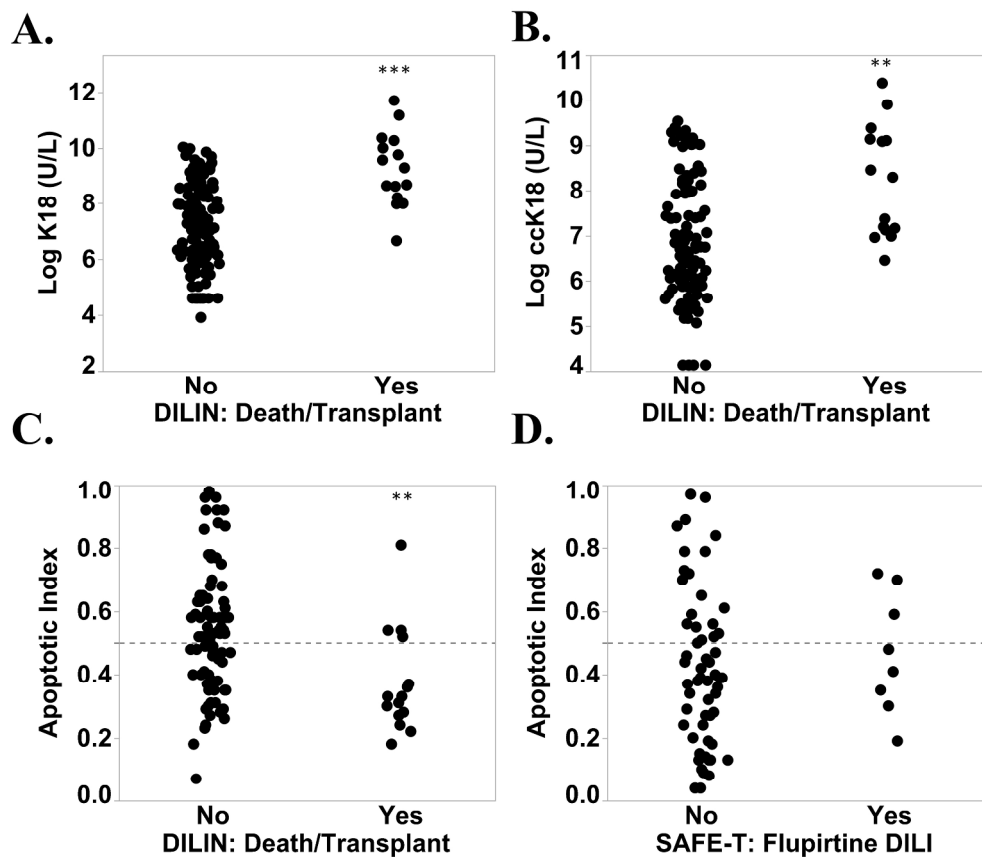 A.
***
12
10
8
6
4
2
Log K18 (U/L)
No
Yes
DILIN: Death/Transplant
B.
**
11
10
9
8
7
6
5
4
Log ccK18 (U/L)
No
Yes
DILIN: Death/Transplant
C.
**
1.0
0.8
0.6
0.4
0.2
0.0
Apoptotic Index
No
Yes
DILIN: Death/Transplant
D.
1.0
0.8
0.6
0.4
0.2
0.0
Apoptotic Index
No
Yes
SAFE-T: Flupirtine DILI